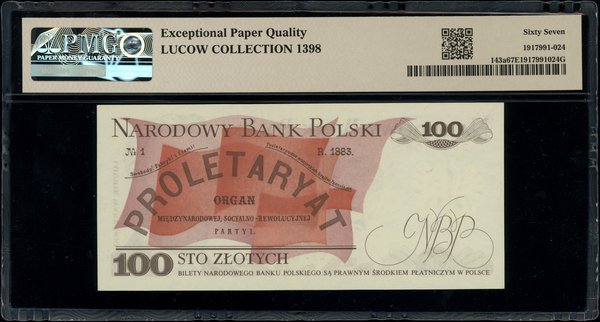 PMG
PAPER MONEY GUARANTY
Exceptional Paper Quality
LUCOW COLLECTION 1398
Sixty Seven
1917991-024
143a67E1917991024G
NARODOWY BANK POLSKI
100
№ 1
R. 1883.
PROLETARYAT
ORGAN
MIĘDZYNARODOWEJ, SOCYALNO-REWOLUCYJNEJ
PARTYI.
NBP
100 STO ZŁOTYCH
BILETY NARODOWEGO BANKU POLSKIEGO SĄ PRAWNYM ŚRODKIEM PŁATNICZYM W POLSCE